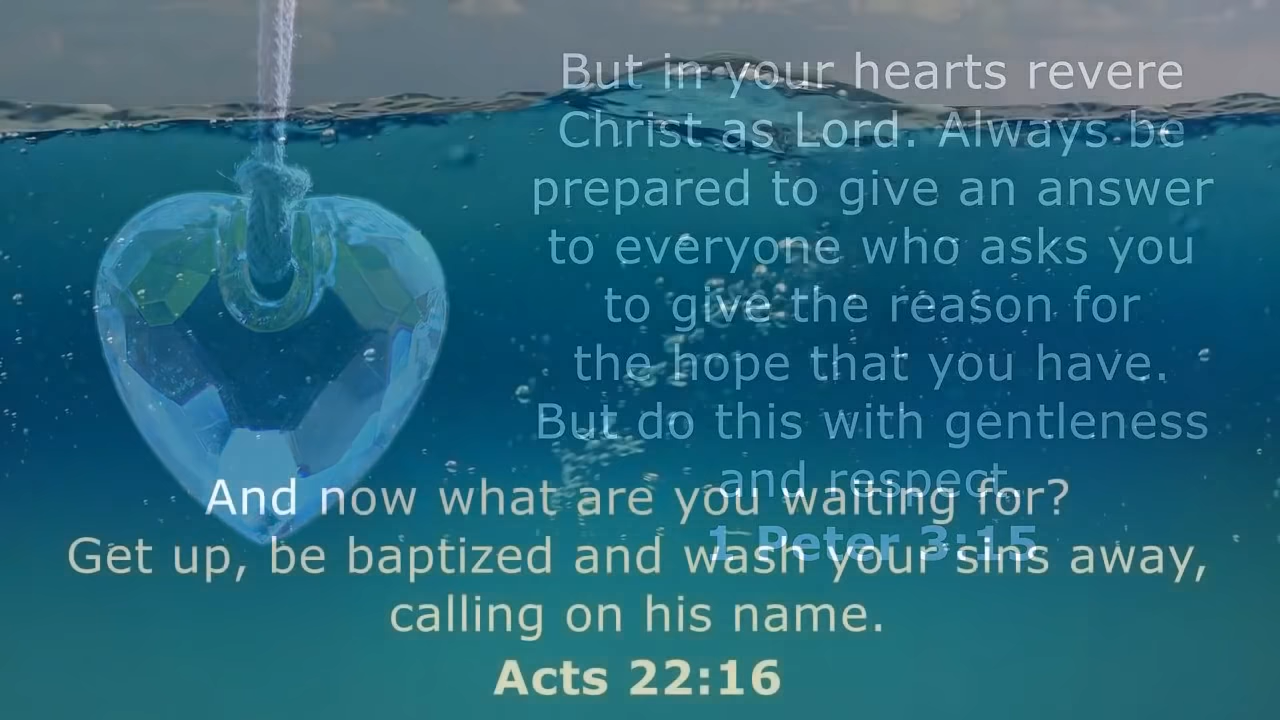 But in your hearts revere
Christ as Lord. Always be
prepared to give an answer
to everyone who asks you
to give the reason for
the hope that you have.
But do this with gentleness
and respect.
1 Peter 3:15
And now what are you waiting for?
Get up, be baptized and wash your sins away,
calling on his name.
Acts 22:16